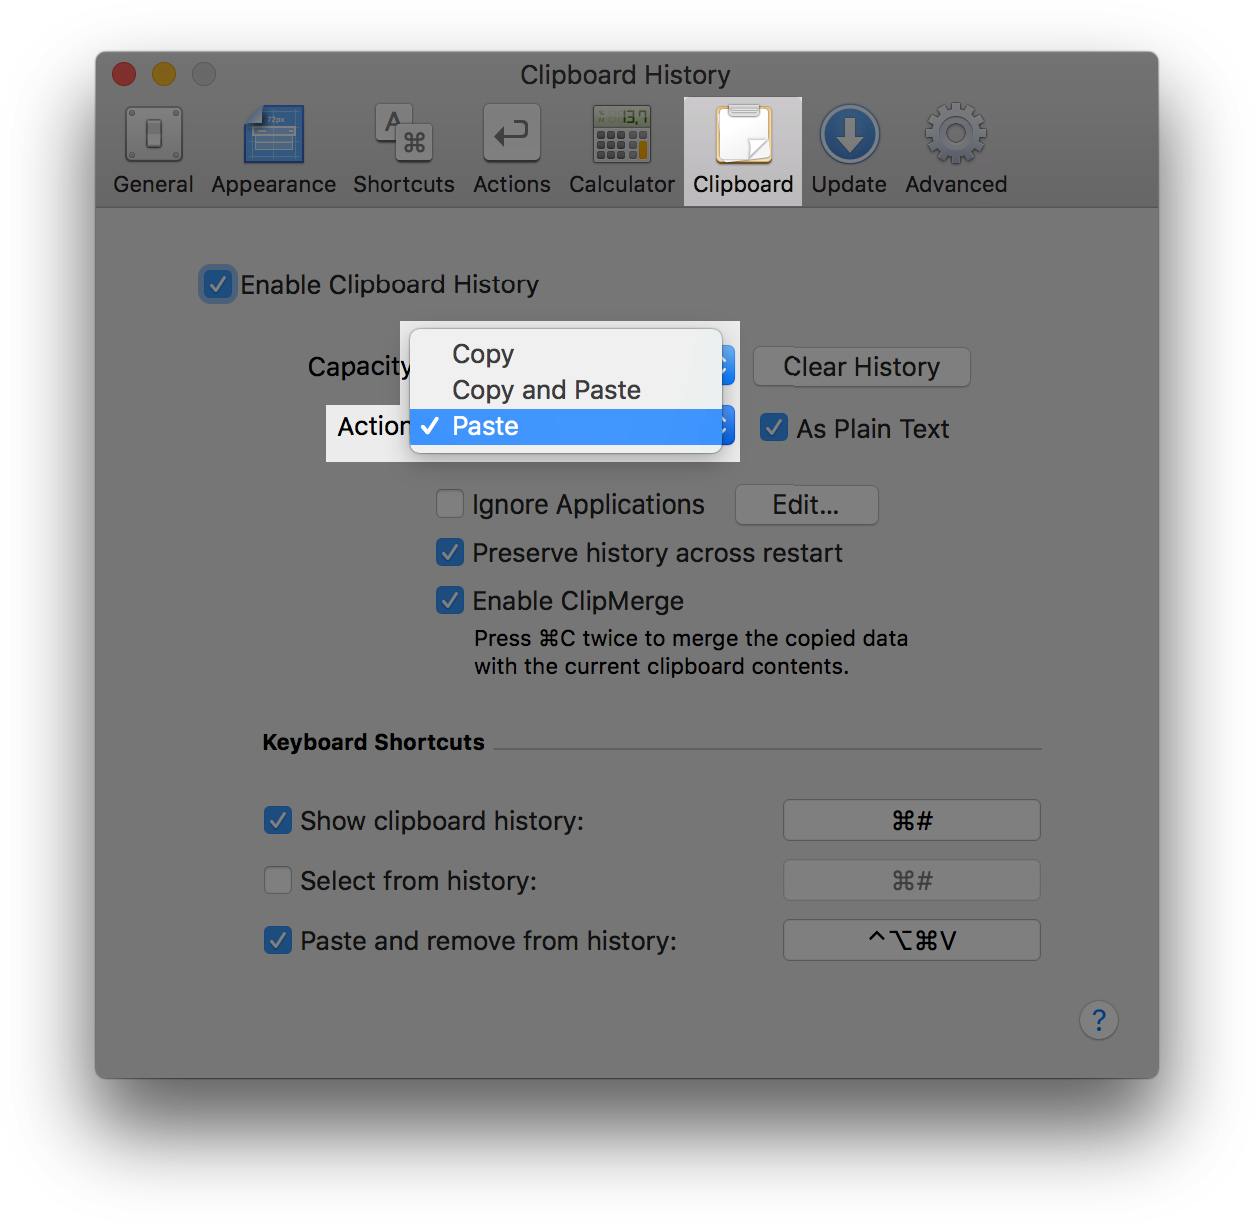 Clipboard History
72px
A
⌘
13.7
General Appearance Shortcuts Actions Calculator Clipboard Update Advanced
Enable Clipboard History
Copy
Capacity Clear History
Copy and Paste
Action ✓ Paste As Plain Text
Ignore Applications Edit...
Preserve history across restart
Enable ClipMerge
Press ⌘C twice to merge the copied data
with the current clipboard contents.
Keyboard Shortcuts
Show clipboard history: ⌘#
Select from history: ⌘#
Paste and remove from history: ^⌥⌘V
?